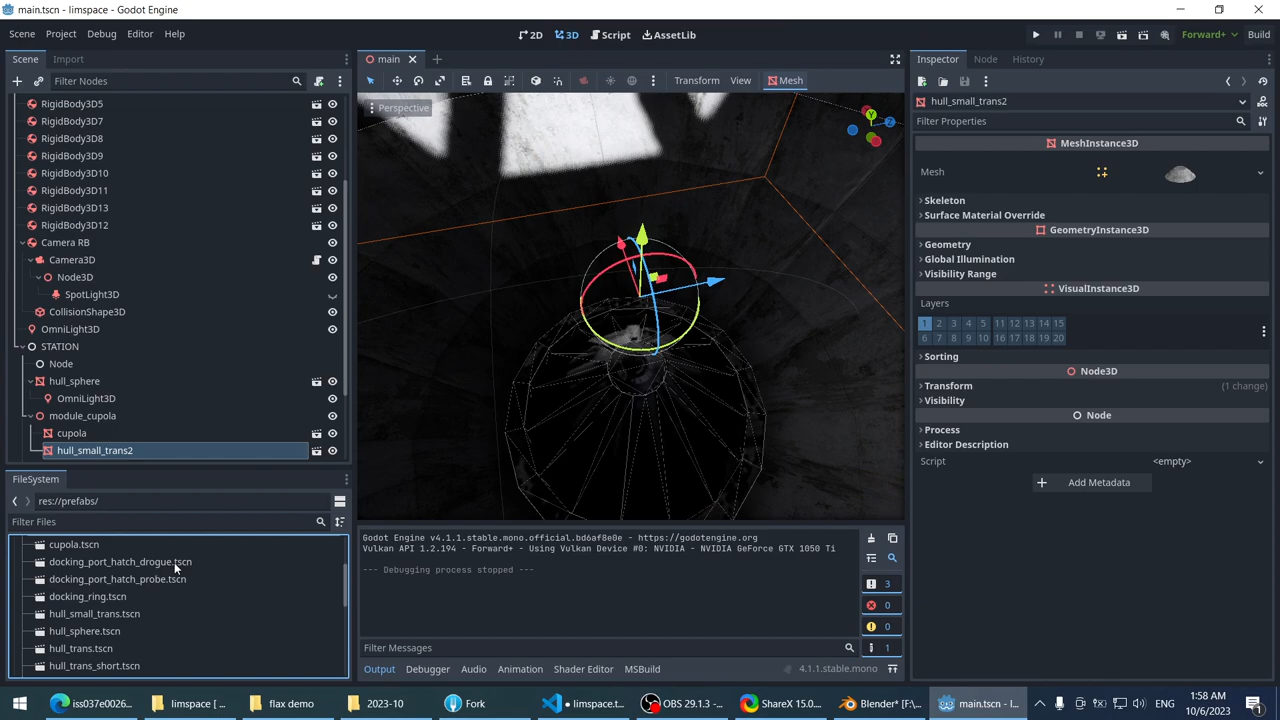 main.tscn - limspace - Godot Engine
Scene Project Debug Editor Help
2D 3D Script AssetLib
Forward+ Build
Scene Import
Filter Nodes
RigidBody3D5
RigidBody3D7
RigidBody3D8
RigidBody3D9
RigidBody3D10
RigidBody3D11
RigidBody3D13
RigidBody3D12
Camera RB
Camera3D
Node3D
SpotLight3D
CollisionShape3D
OmniLight3D
STATION
Node
hull_sphere
OmniLight3D
module_cupola
cupola
hull_small_trans2
FileSystem
res://prefabs/
Filter Files
cupola.tscn
docking_port_hatch_drogue.tscn
docking_port_hatch_probe.tscn
docking_ring.tscn
hull_small_trans.tscn
hull_sphere.tscn
hull_trans.tscn
hull_trans_short.tscn
main
Transform View Mesh
Perspective
Y
Z
Godot Engine v4.1.1.stable.mono.official.bd6af8e0e - https://godotengine.org
Vulkan API 1.2.194 - Forward+ - Using Vulkan Device #0: NVIDIA - NVIDIA GeForce GTX 1050 Ti
--- Debugging process stopped ---
3
0
0
1
Filter Messages
Output Debugger Audio Animation Shader Editor MSBuild 4.1.1.stable.mono
Inspector Node History
hull_small_trans2
Filter Properties
MeshInstance3D
Mesh
Skeleton
Surface Material Override
GeometryInstance3D
Geometry
Global Illumination
Visibility Range
VisualInstance3D
Layers
1 2 3 4 5 11 12 13 14 15
6 7 8 9 10 16 17 18 19 20
Sorting
Node3D
Transform (1 change)
Visibility
Node
Process
Editor Description
Script <empty>
Add Metadata
iss037e0026... limspace [ ... flax demo 2023-10 Fork • limspace.t... OBS 29.1.3 - ... ShareX 15.0.... Blender* [F:\... main.tscn - l... ENG 1:58 AM
10/6/2023
1